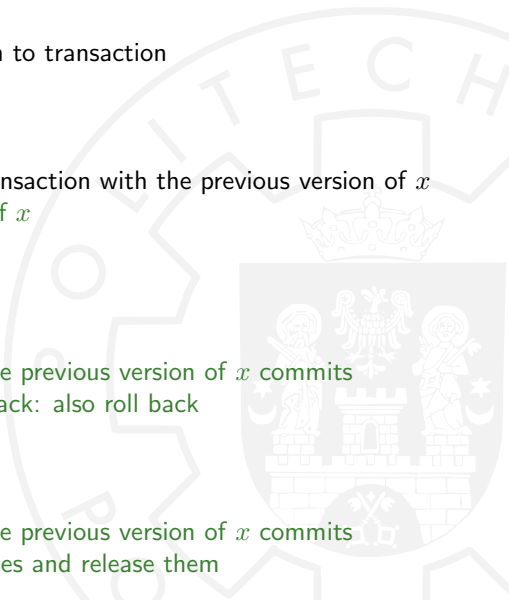 n to transaction
nsaction with the previous version of x
f x
e previous version of x commits
ack: also roll back
e previous version of x commits
es and release them
POLITECH